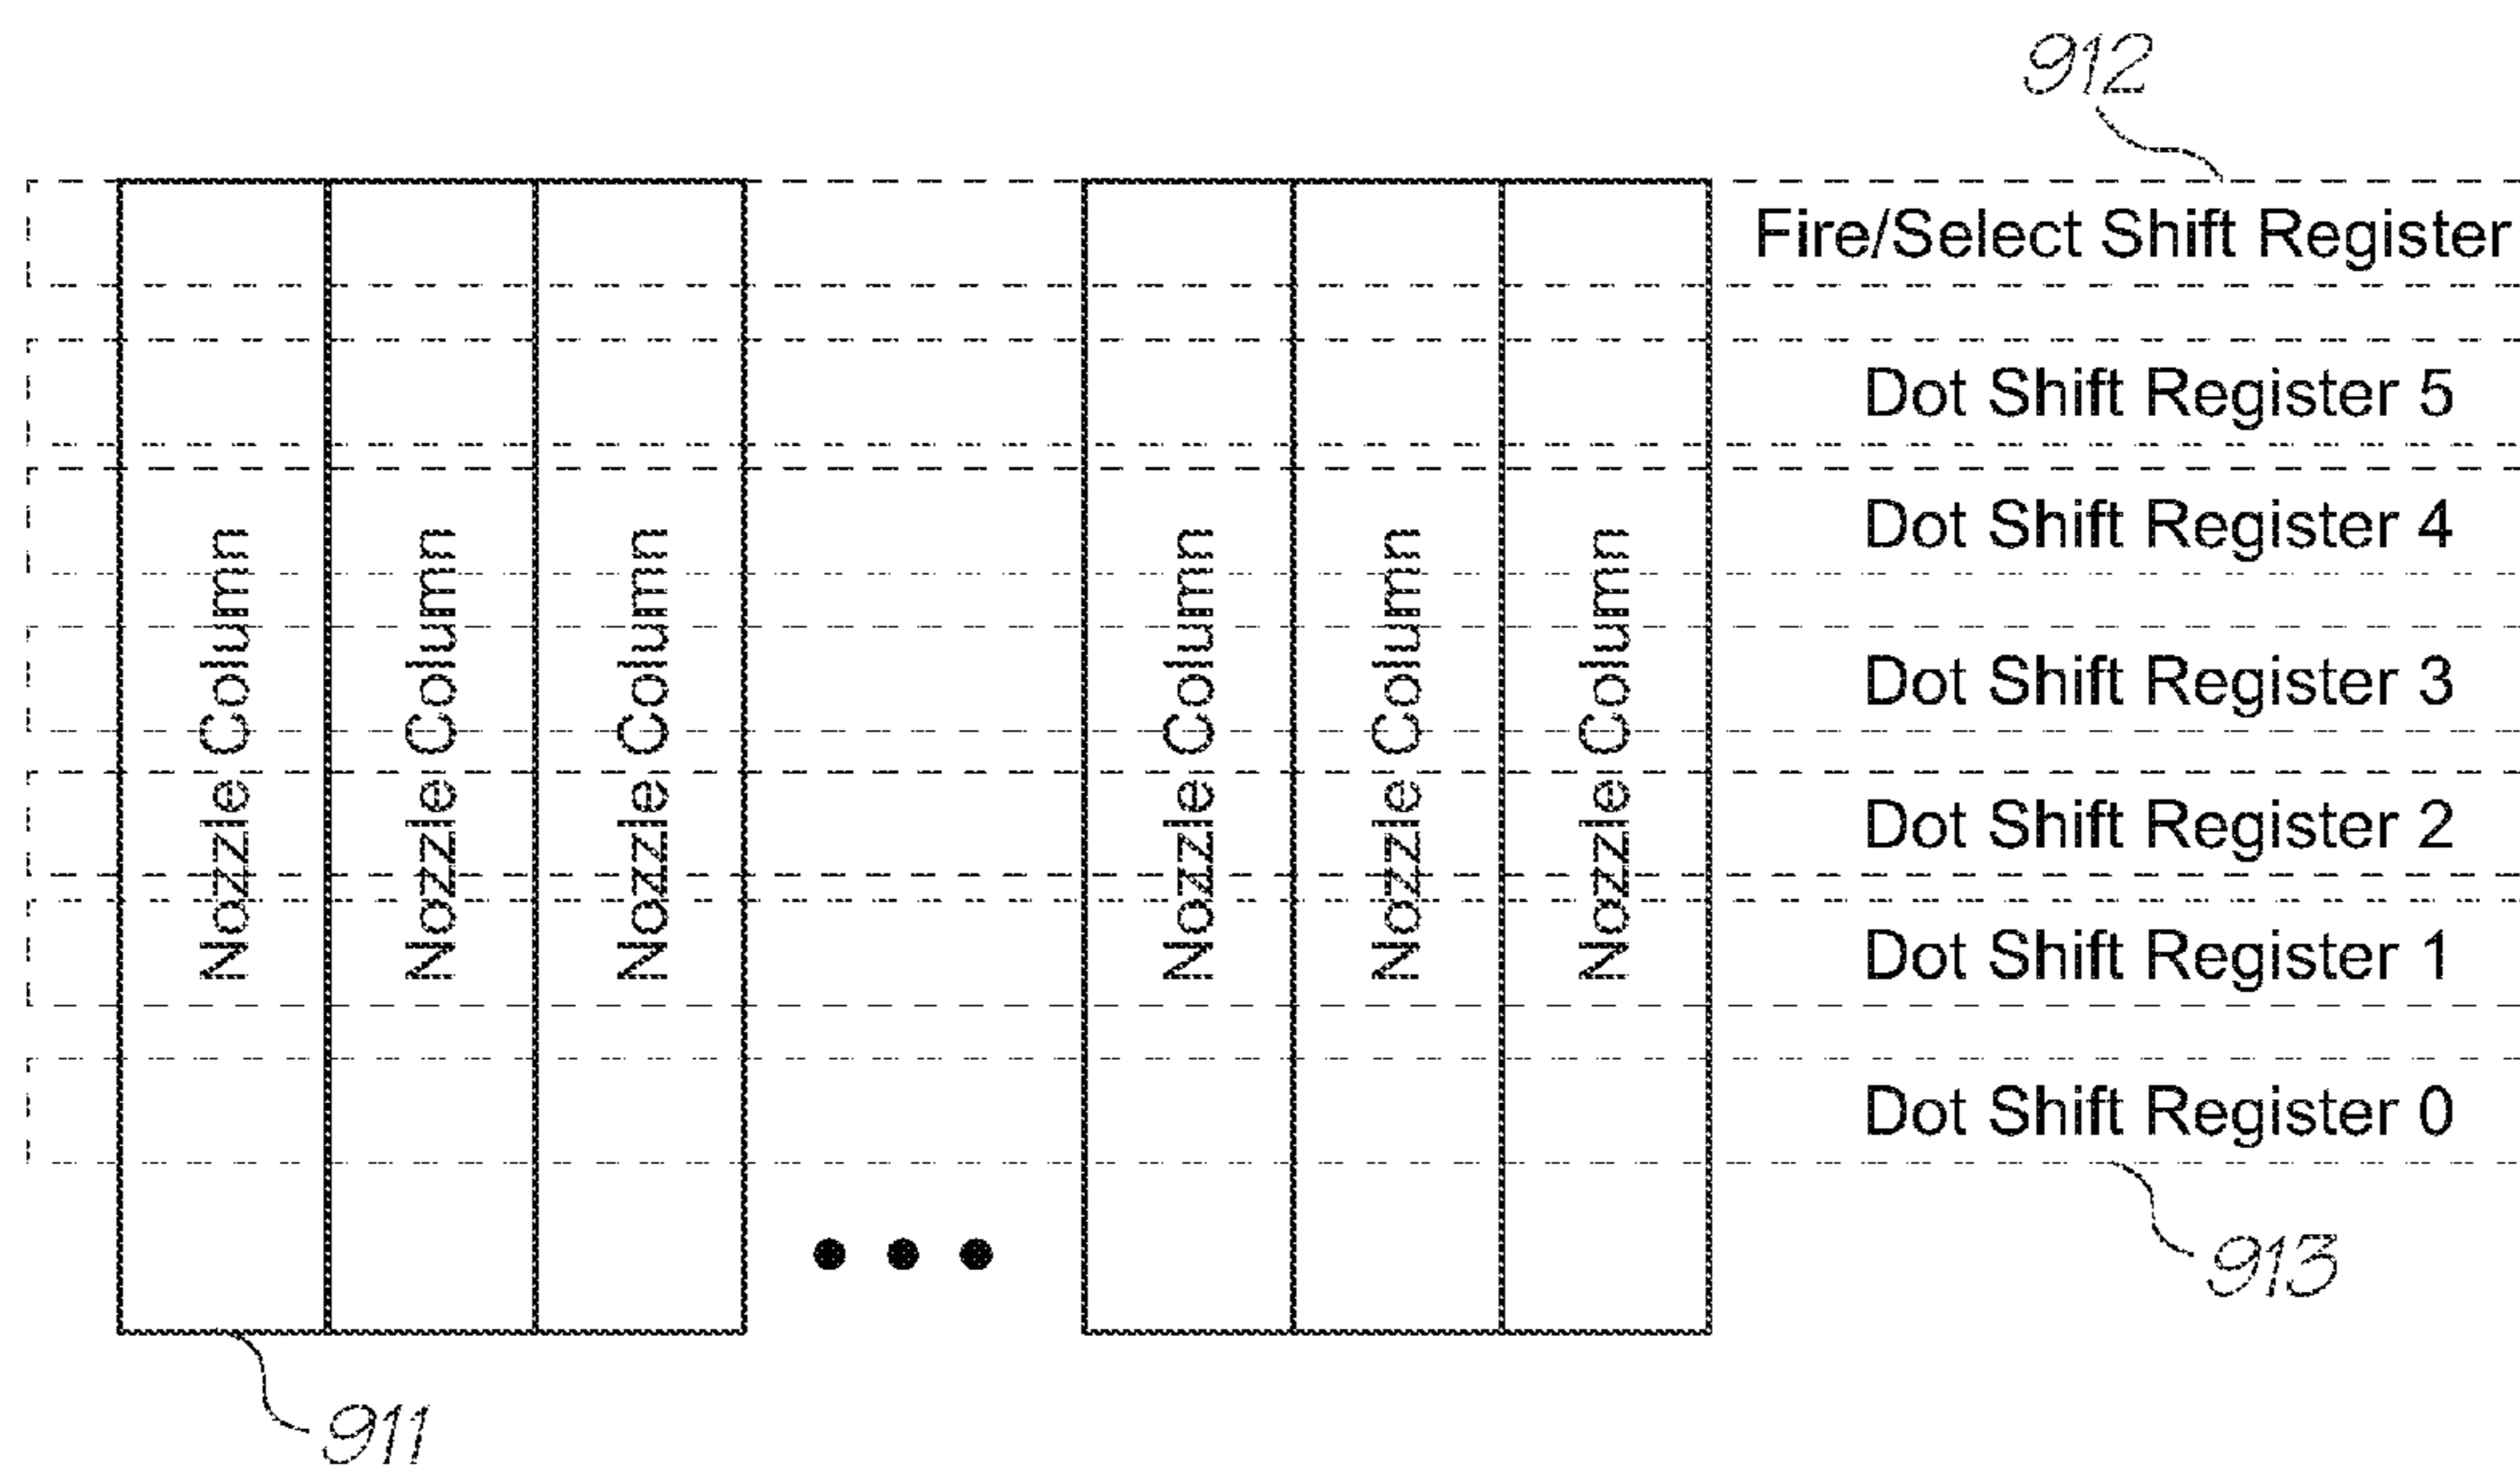 912
Fire/Select Shift Register
Dot Shift Register 5
Dot Shift Register 4
Dot Shift Register 3
Dot Shift Register 2
Dot Shift Register 1
Dot Shift Register 0
Nozzle Column
Nozzle Column
Nozzle Column
Nozzle Column
Nozzle Column
Nozzle Column
913
911